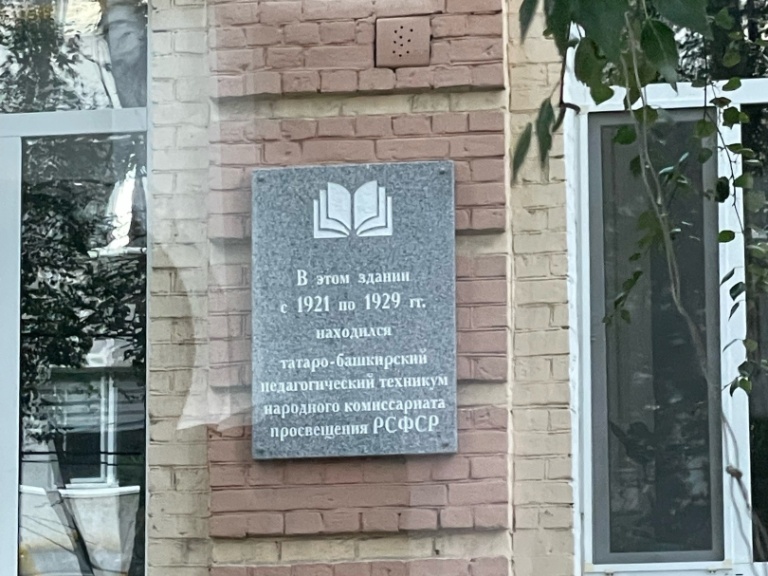 В этом здании
с 1921 по 1929 гг.
находился
татаро-башкирский
педагогический техникум
народного комиссариата
просвещения РСФСР